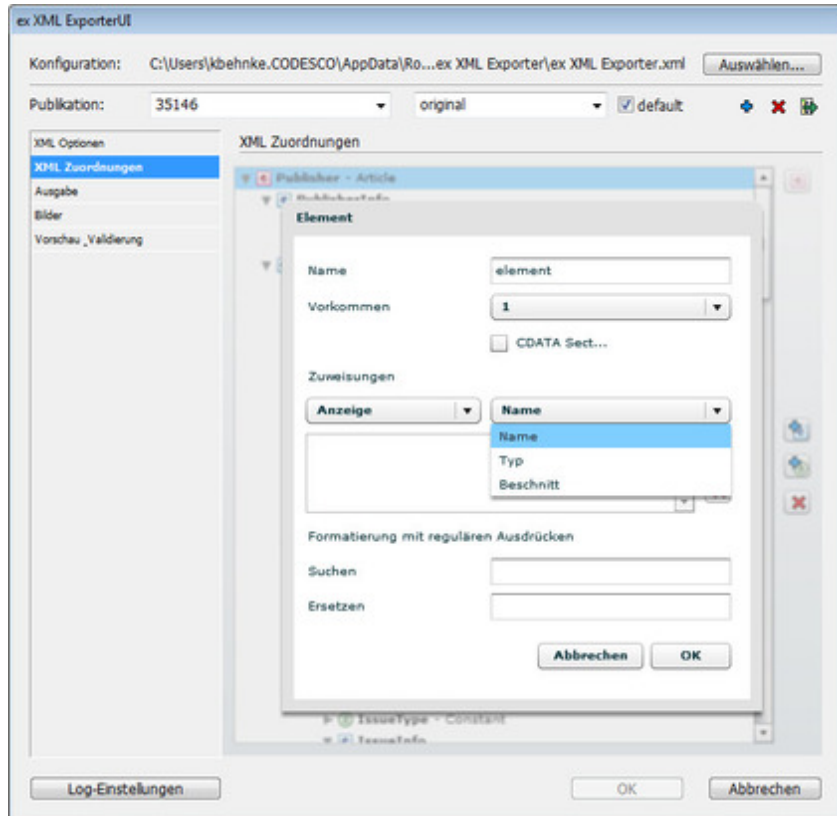 ex XML ExporterUI
Konfiguration: C:\Users\kbehnke.CODESCO\AppData\Ro...ex XML Exporter\ex XML Exporter.xml Auswählen...
Publikation: 35146 original default
XML Optionen
XML Zuordnungen
Ausgabe
Bilder
Vorschau_Validierung
XML Zuordnungen
Publisher - Article
PublisherInfo
Element
Name element
Vorkommen 1
CDATA Sect...
Zuweisungen
Anzeige Name
Name
Typ
Beschnitt
Formatierung mit regulären Ausdrücken
Suchen
Ersetzen
Abbrechen OK
IssueType - Constant
IssueInfo
Log-Einstellungen OK Abbrechen